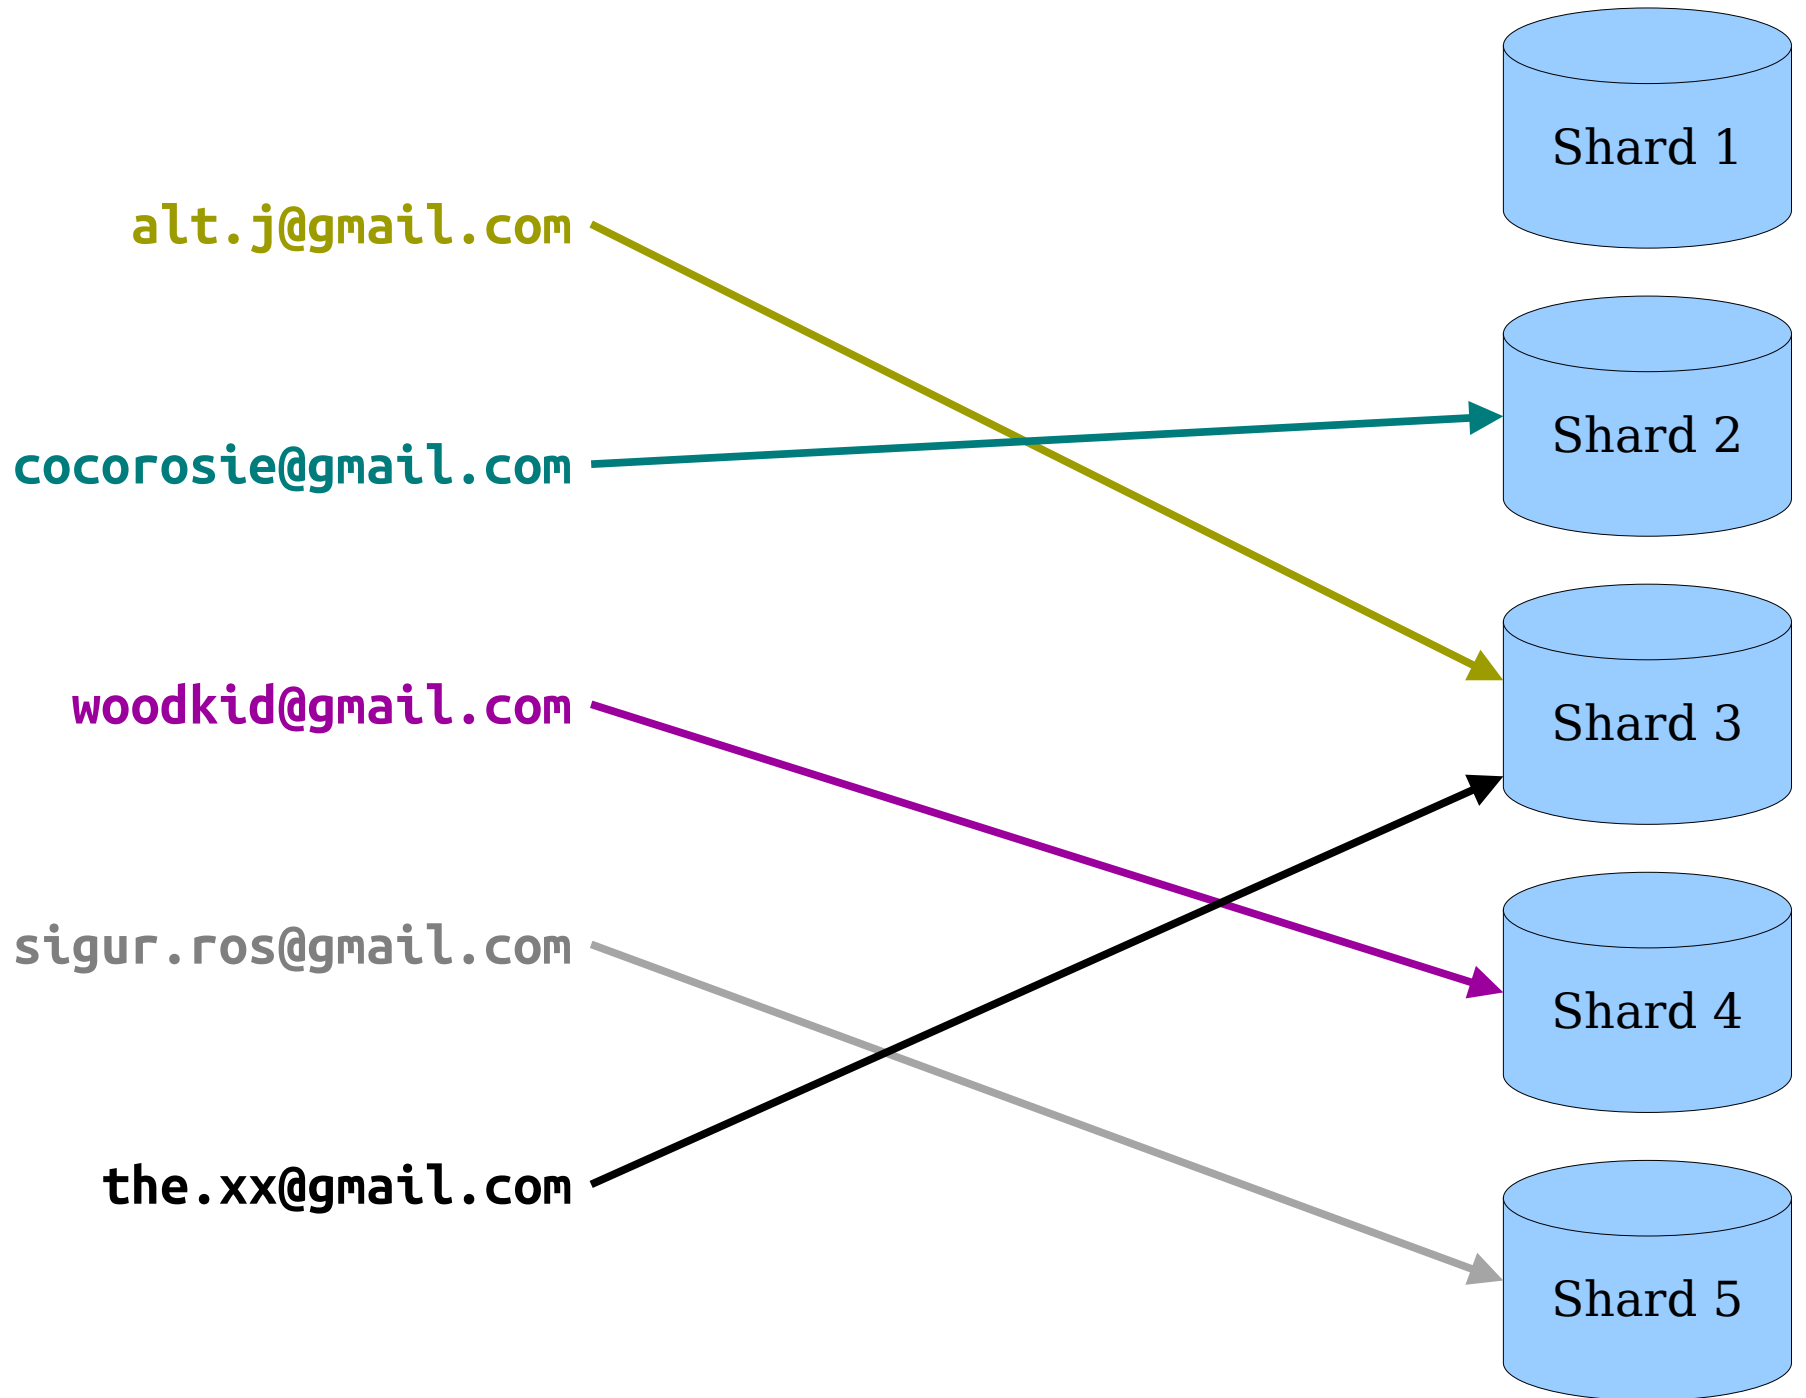 alt.j@gmail.com
cocorosie@gmail.com
woodkid@gmail.com
sigur.ros@gmail.com
the.xx@gmail.com
Shard 1
Shard 2
Shard 3
Shard 4
Shard 5